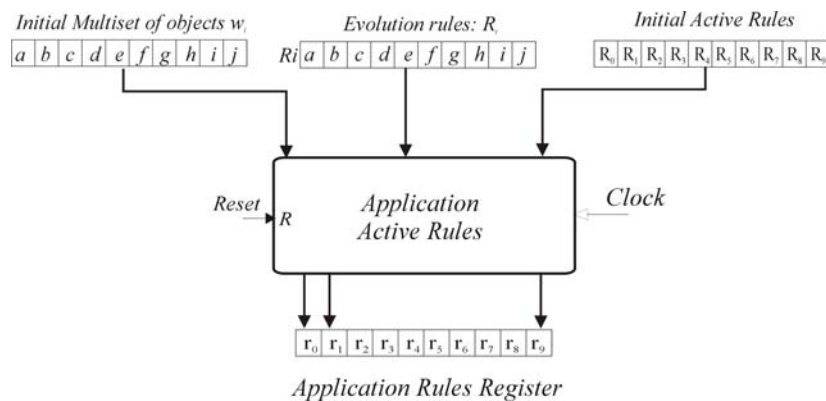 Initial Multiset of objects wᵢ
Evolution rules: Rᵢ
Initial Active Rules
a b c d e f g h i j
Ri a b c d e f g h i j
R₀ R₁ R₂ R₃ R₄ R₅ R₆ R₇ R₈ R₉
Reset
R
Application
Active Rules
Clock
r₀ r₁ r₂ r₃ r₄ r₅ r₆ r₇ r₈ r₉
Application Rules Register